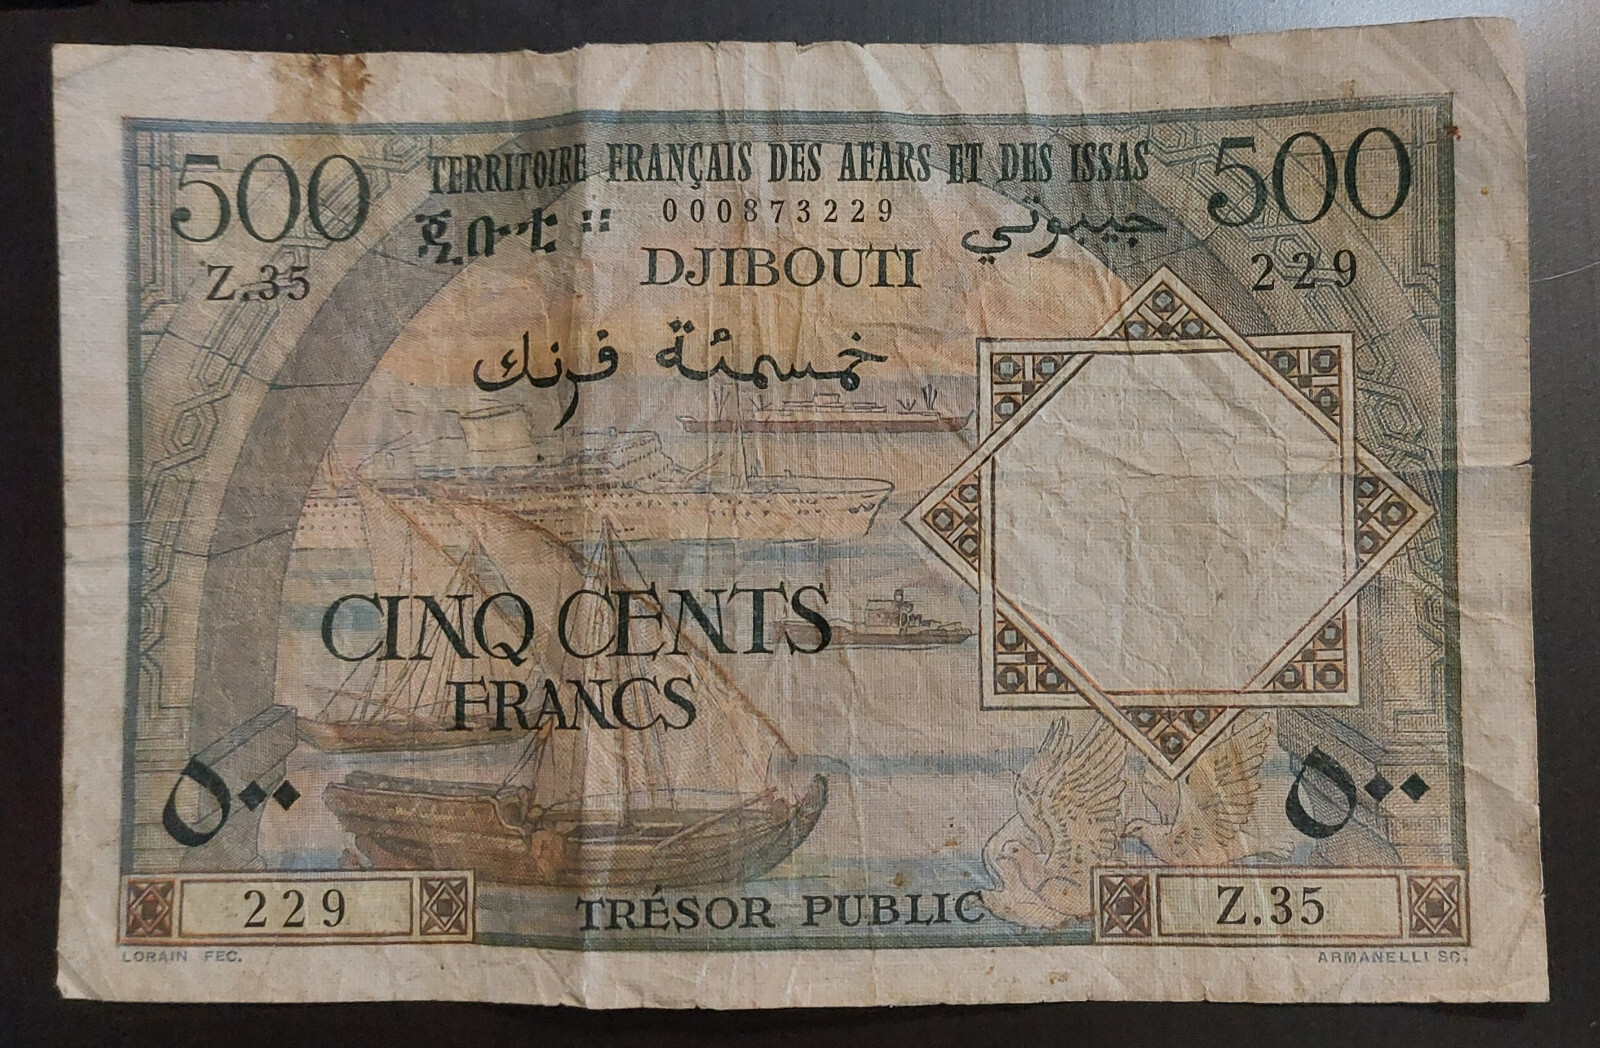 500 TERRITOIRE FRANÇAIS DES AFARS ET DES ISSAS 500
ጅቡቲ ። 000873229 جيبوتي
Z.35 DJIBOUTI 229
خمسمئة فرنك
CINQ CENTS
FRANCS
٥٠٠ ٥٠٠
229 TRÉSOR PUBLIC Z.35
LORAIN FEC. ARMANELLI SC.